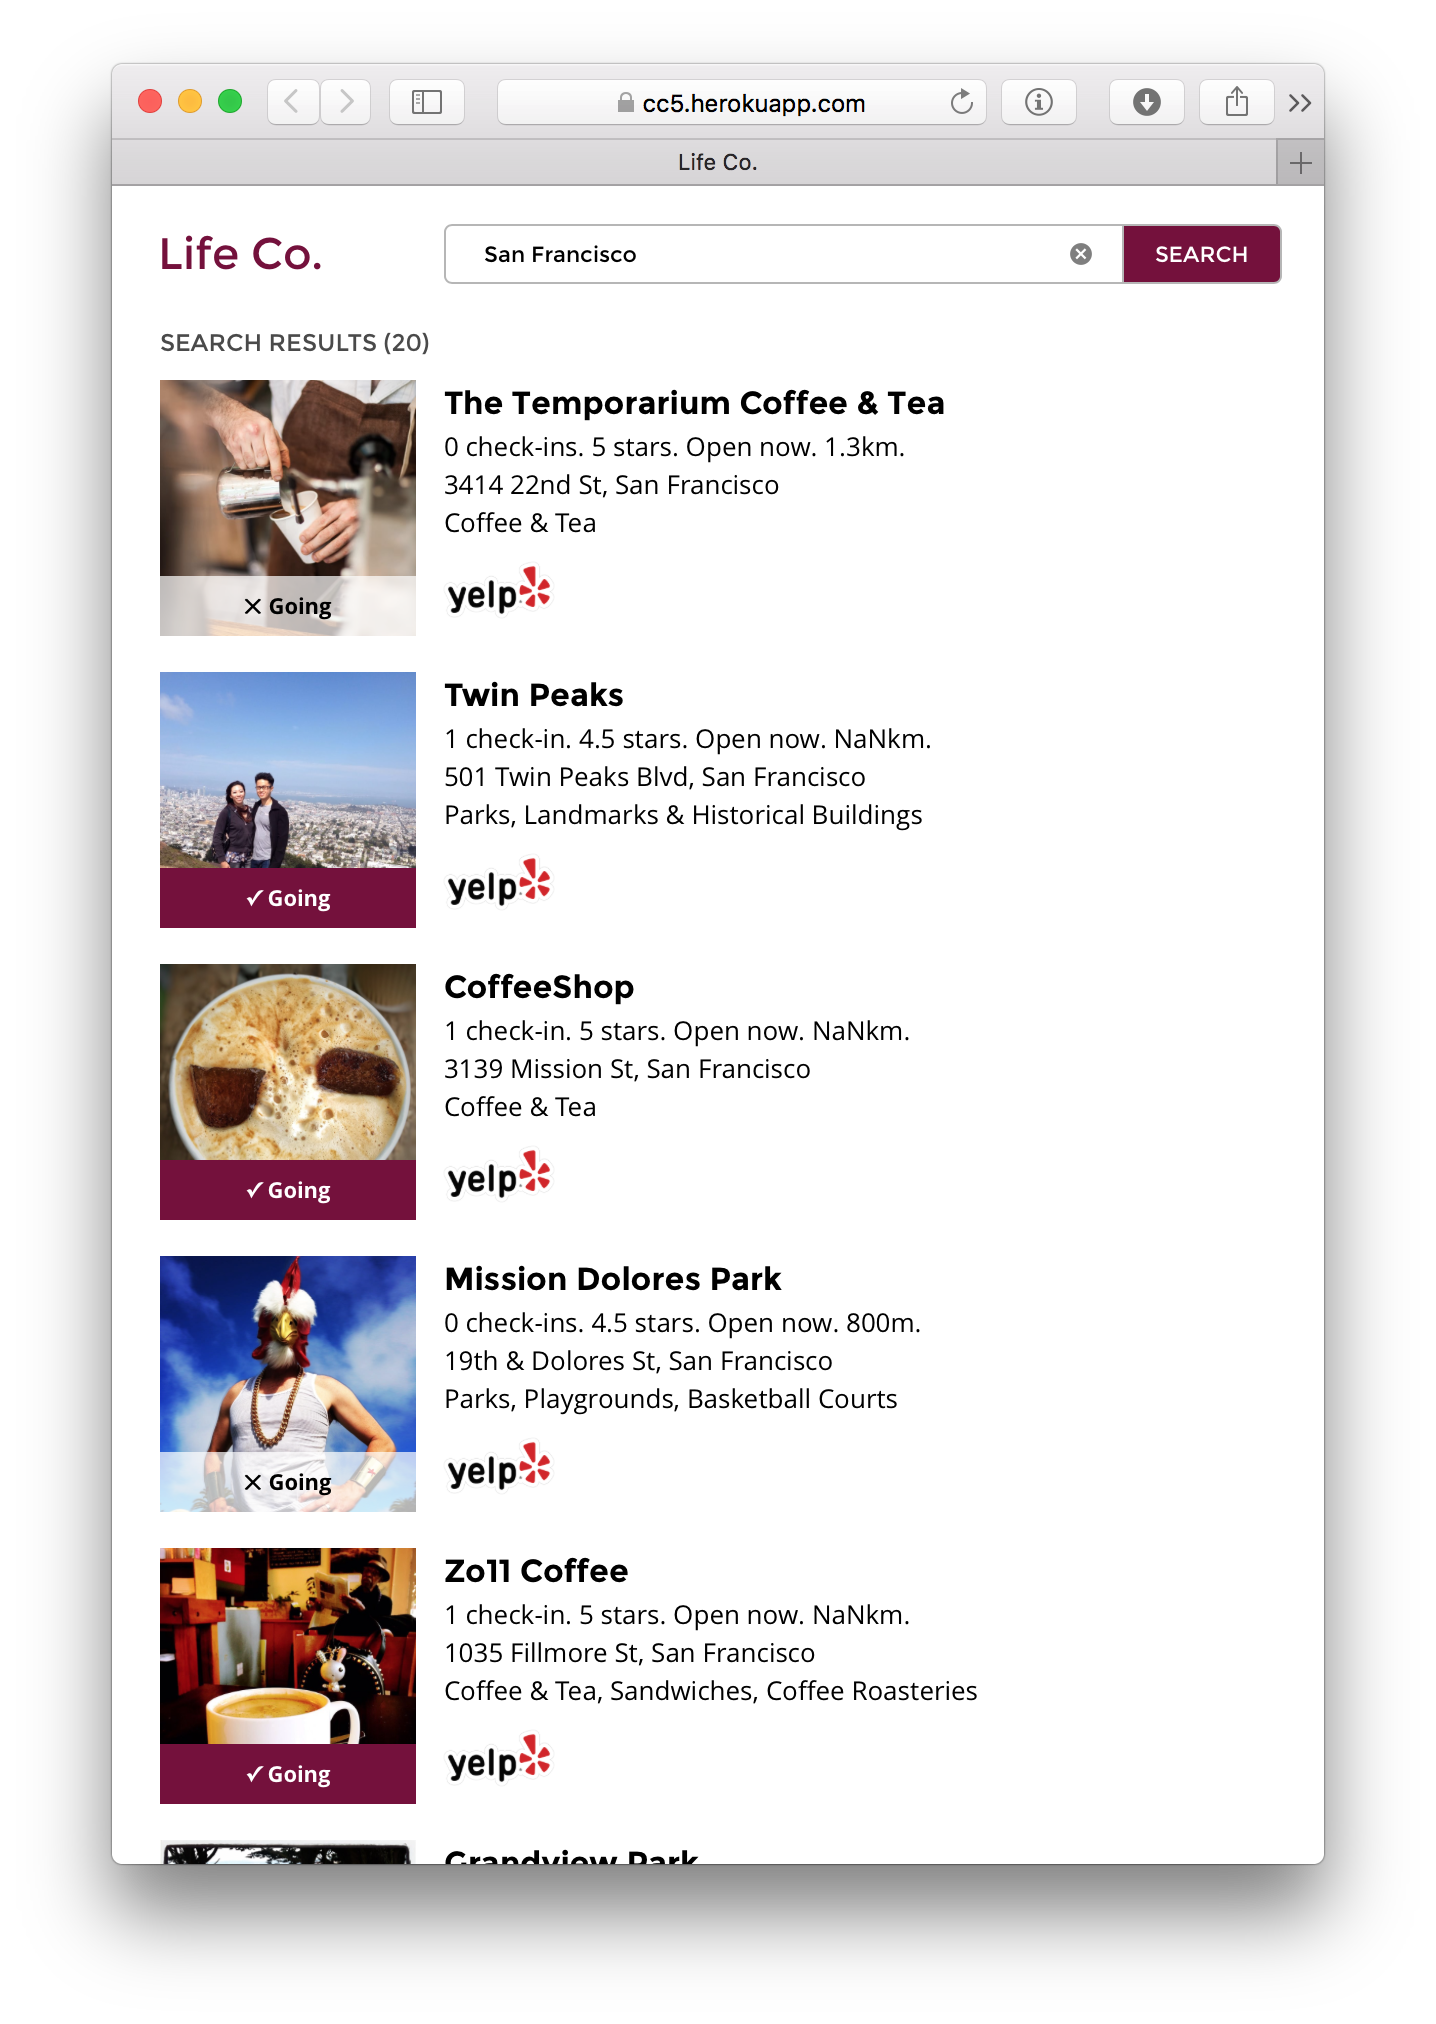 cc5.herokuapp.com
Life Co.
Life Co.
San Francisco
SEARCH
SEARCH RESULTS (20)
The Temporarium Coffee & Tea
0 check-ins. 5 stars. Open now. 1.3km.
3414 22nd St, San Francisco
Coffee & Tea
yelp
✕ Going
Twin Peaks
1 check-in. 4.5 stars. Open now. NaNkm.
501 Twin Peaks Blvd, San Francisco
Parks, Landmarks & Historical Buildings
yelp
✓ Going
CoffeeShop
1 check-in. 5 stars. Open now. NaNkm.
3139 Mission St, San Francisco
Coffee & Tea
yelp
✓ Going
Mission Dolores Park
0 check-ins. 4.5 stars. Open now. 800m.
19th & Dolores St, San Francisco
Parks, Playgrounds, Basketball Courts
yelp
✕ Going
Zo11 Coffee
1 check-in. 5 stars. Open now. NaNkm.
1035 Fillmore St, San Francisco
Coffee & Tea, Sandwiches, Coffee Roasteries
yelp
✓ Going
Grandview Park